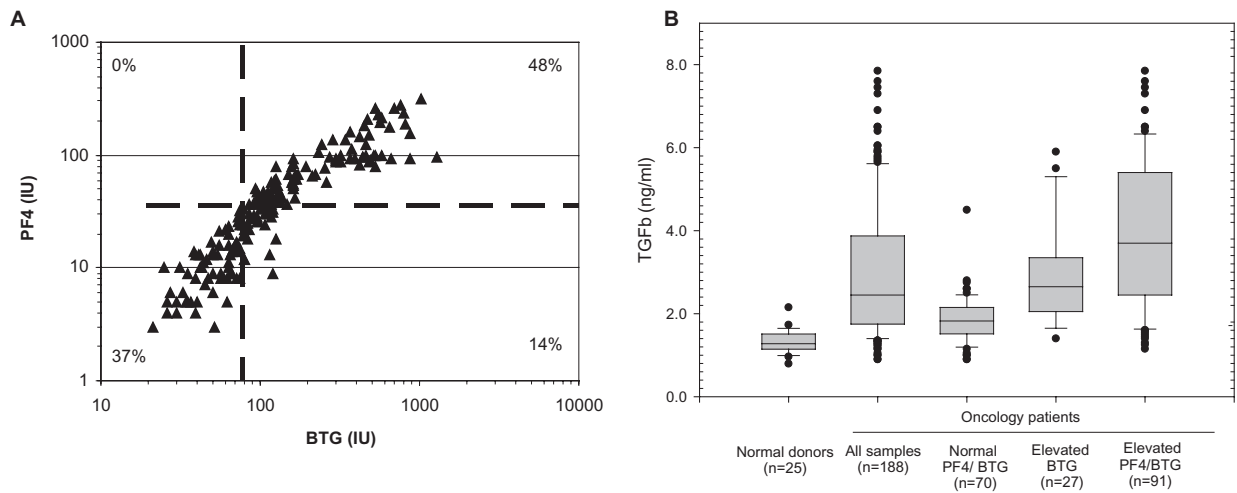 A
1000
100
10
1
PF4 (IU)
0%
48%
37%
14%
10
100
1000
10000
BTG (IU)
B
8.0
6.0
4.0
2.0
0.0
TGFb (ng/ml)
Oncology patients
Normal donors
(n=25)
All samples
(n=188)
Normal
PF4/ BTG
(n=70)
Elevated
BTG
(n=27)
Elevated
PF4/BTG
(n=91)